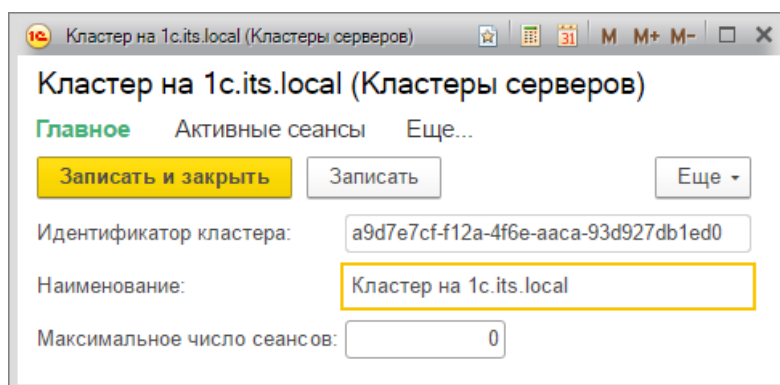 1С Кластер на 1c.its.local (Кластеры серверов) 31 M M+ M-
Кластер на 1c.its.local (Кластеры серверов)
Главное Активные сеансы Еще...
Записать и закрыть Записать Еще
Идентификатор кластера: a9d7e7cf-f12a-4f6e-aaca-93d927db1ed0
Наименование: Кластер на 1c.its.local
Максимальное число сеансов: 0